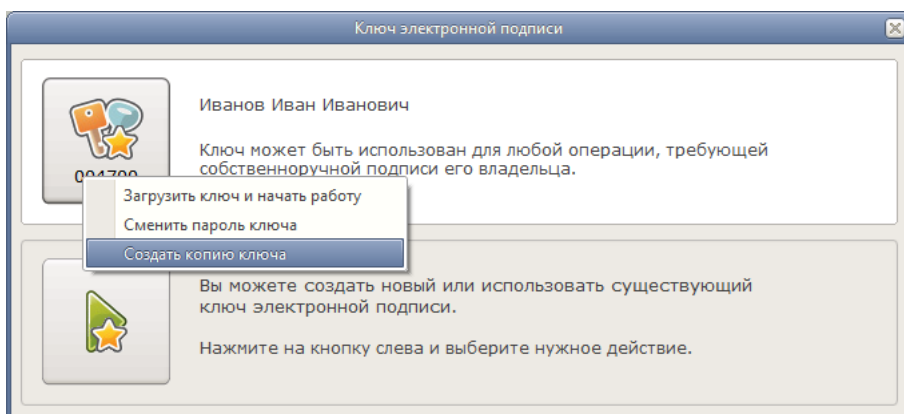 Ключ электронной подписи
Иванов Иван Иванович
Ключ может быть использован для любой операции, требующей
собственноручной подписи его владельца.
Загрузить ключ и начать работу
Сменить пароль ключа
Создать копию ключа
Вы можете создать новый или использовать существующий
ключ электронной подписи.
Нажмите на кнопку слева и выберите нужное действие.